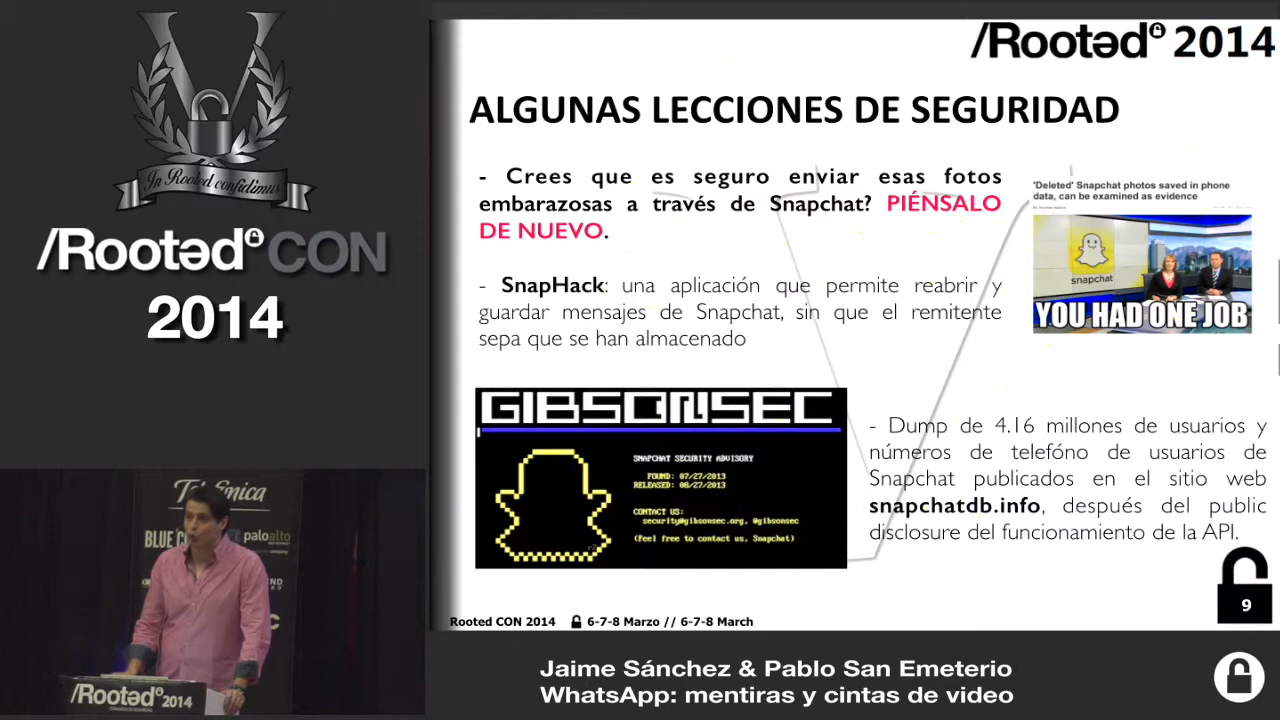 In Rooted confidimus
/Rootəd CON
2014
/Rootəd 2014
ALGUNAS LECCIONES DE SEGURIDAD
- Crees que es seguro enviar esas fotos
embarazosas a través de Snapchat? PIÉNSALO
DE NUEVO.
- SnapHack: una aplicación que permite reabrir y
guardar mensajes de Snapchat, sin que el remitente
sepa que se han almacenado
'Deleted' Snapchat photos saved in phone
data, can be examined as evidence
snapchat
YOU HAD ONE JOB
GIBSONSEC
SNAPCHAT SECURITY ADVISORY
FOUND: 07/27/2013
RELEASED: 08/27/2013
CONTACT US:
security@gibsonsec.org, @gibsonsec
(Feel free to contact us, Snapchat)
- Dump de 4.16 millones de usuarios y
números de telefóno de usuarios de
Snapchat publicados en el sitio web
snapchatdb.info, después del public
disclosure del funcionamiento de la API.
9
Rooted CON 2014 6-7-8 Marzo // 6-7-8 March
Telefónica
BLUE
paloalto
/Rootəd 2014
Jaime Sánchez & Pablo San Emeterio
WhatsApp: mentiras y cintas de video